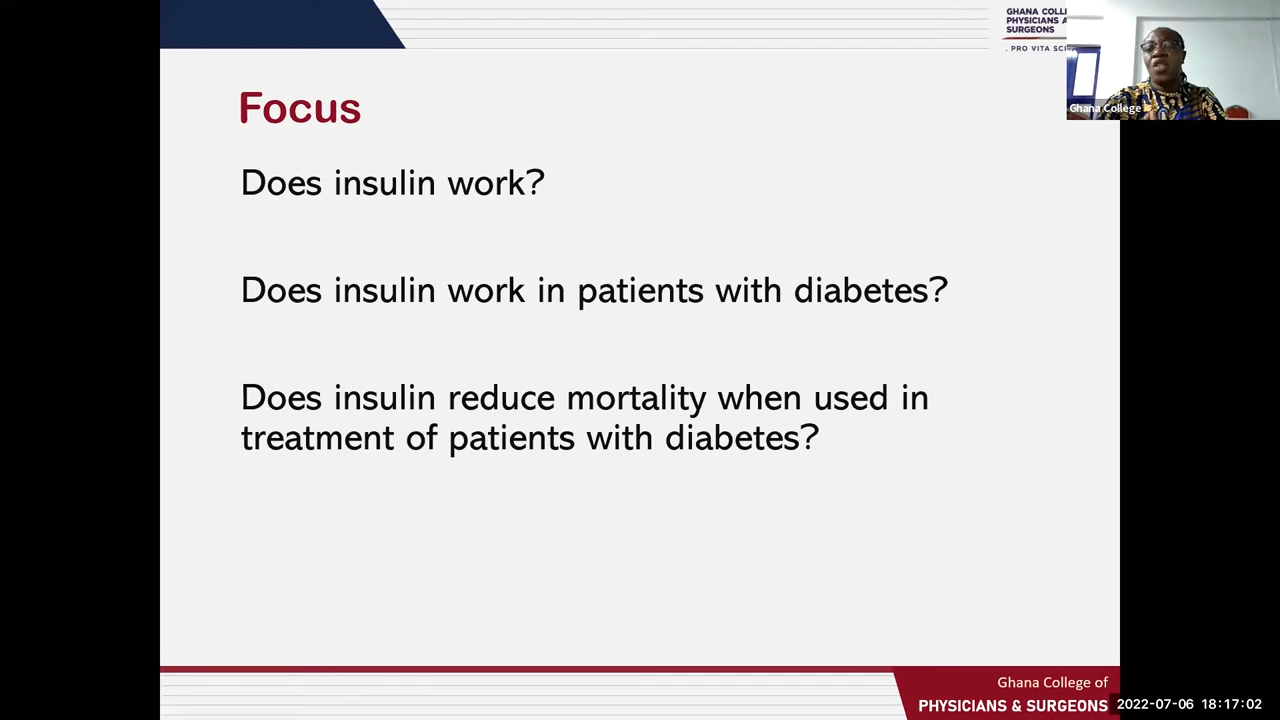 GHANA COLL
PHYSICIANS A
SURGEONS
. PRO VITA SCI
Ghana College
Focus
Does insulin work?
Does insulin work in patients with diabetes?
Does insulin reduce mortality when used in
treatment of patients with diabetes?
Ghana College of
PHYSICIANS & SURGEONS
2022-07-06 18:17:02